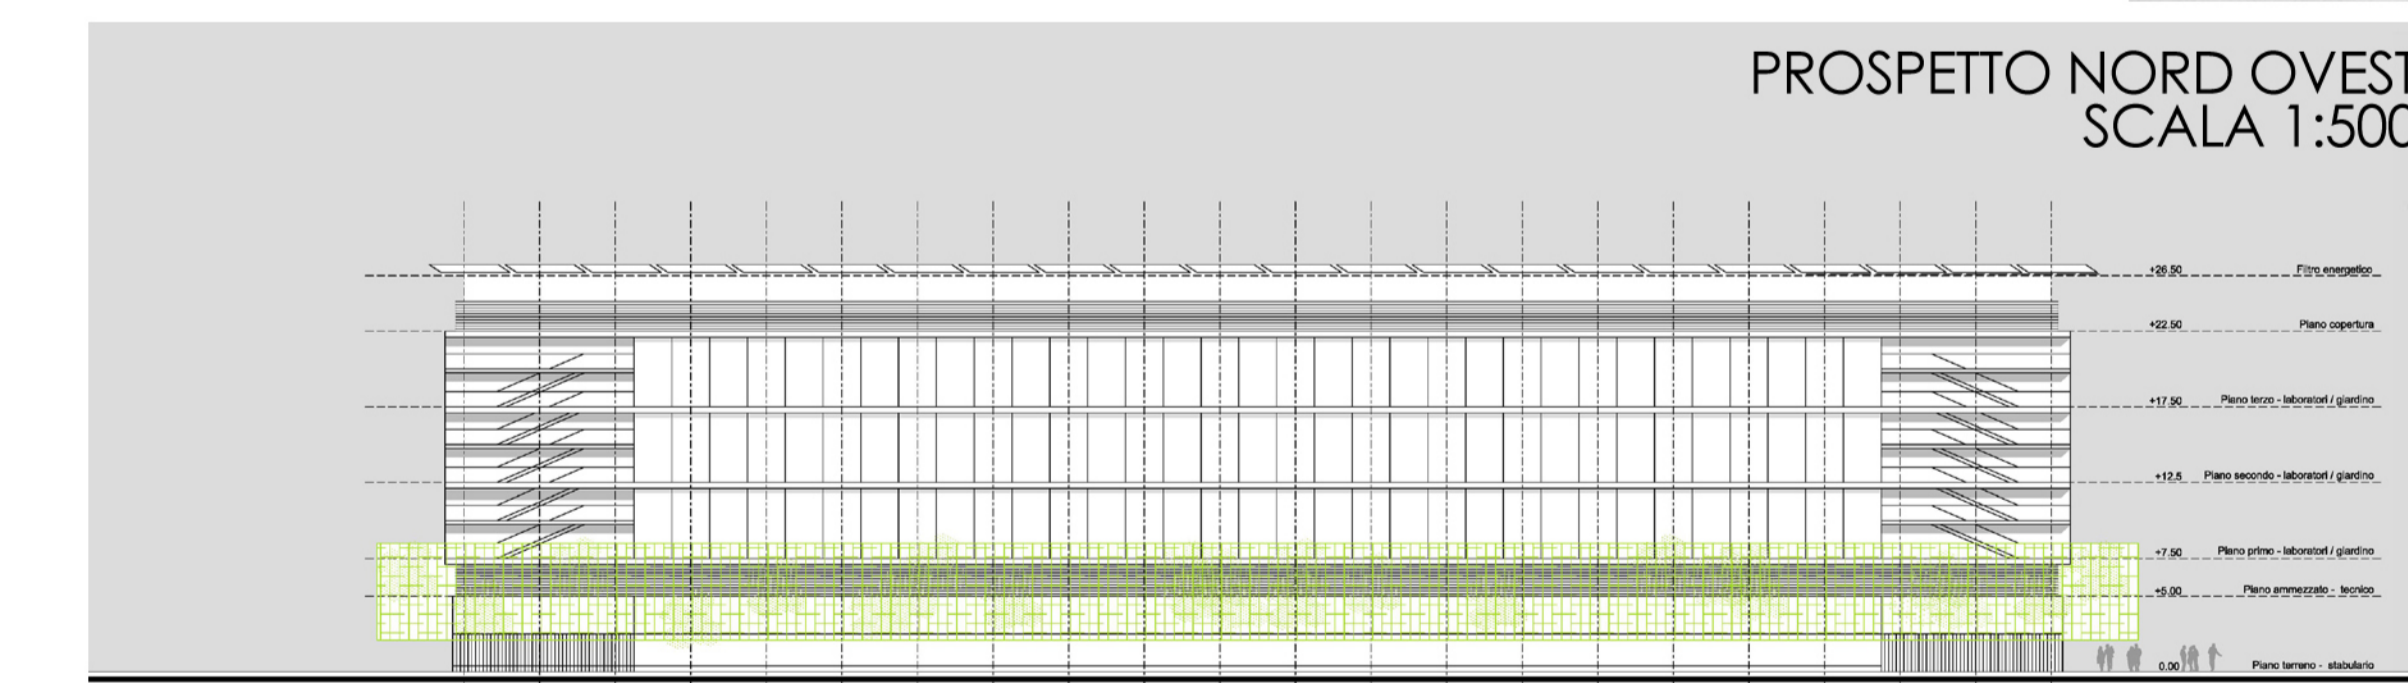 PROSPETTO NORD OVEST
SCALA 1:500
+26.50 Filtro energetico
+22.50 Piano copertura
+17.50 Piano terzo - laboratori / giardino
+12.5 Piano secondo - laboratori / giardino
+7.50 Piano primo - laboratori / giardino
+5.00 Piano ammezzato - tecnico
0.00 Piano terreno - stabulario